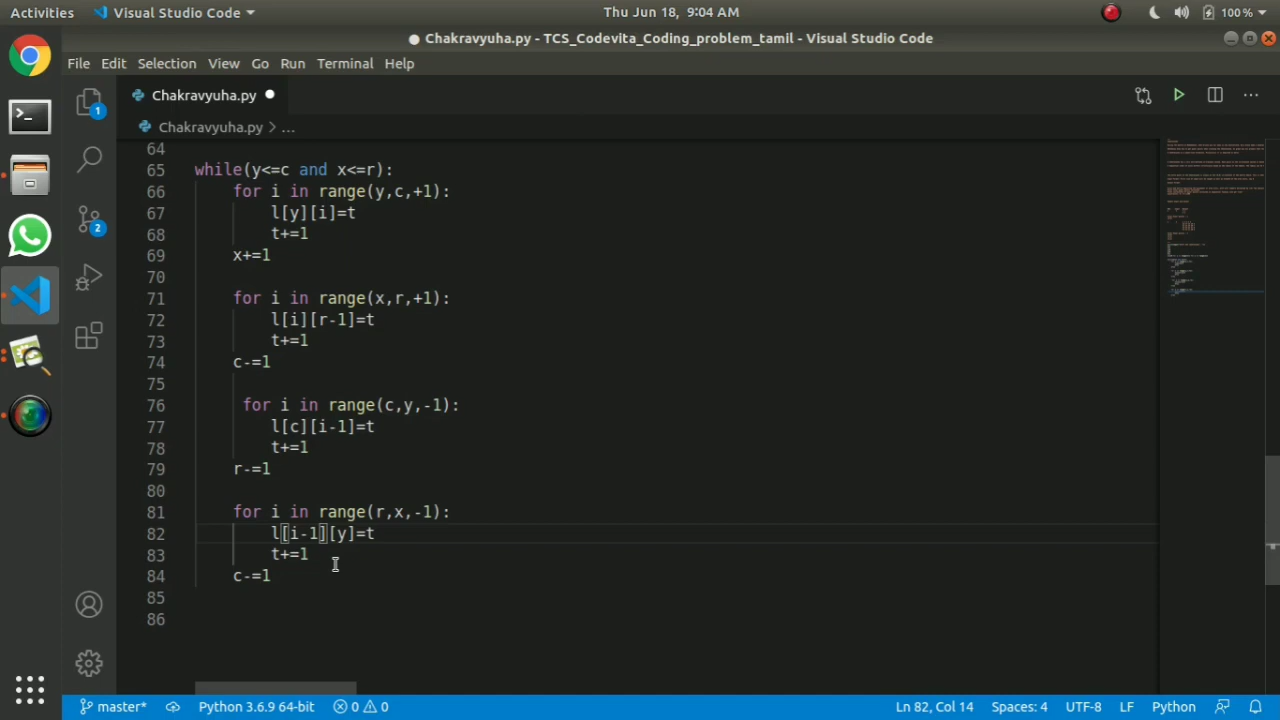 Activities
Visual Studio Code
Thu Jun 18, 9:04 AM
100%
● Chakravyuha.py - TCS_Codevita_Coding_problem_tamil - Visual Studio Code
File Edit Selection View Go Run Terminal Help
1
2
Chakravyuha.py ●
Chakravyuha.py > ...
64
65 while(y<=c and x<=r):
66     for i in range(y,c,+1):
67         l[y][i]=t
68         t+=1
69     x+=1
70
71     for i in range(x,r,+1):
72         l[i][r-1]=t
73         t+=1
74     c-=1
75
76      for i in range(c,y,-1):
77         l[c][i-1]=t
78         t+=1
79     r-=1
80
81     for i in range(r,x,-1):
82         l[i-1][y]=t
83         t+=1
84     c-=1
85
86
master* Python 3.6.9 64-bit 0 0 Ln 82, Col 14 Spaces: 4 UTF-8 LF Python